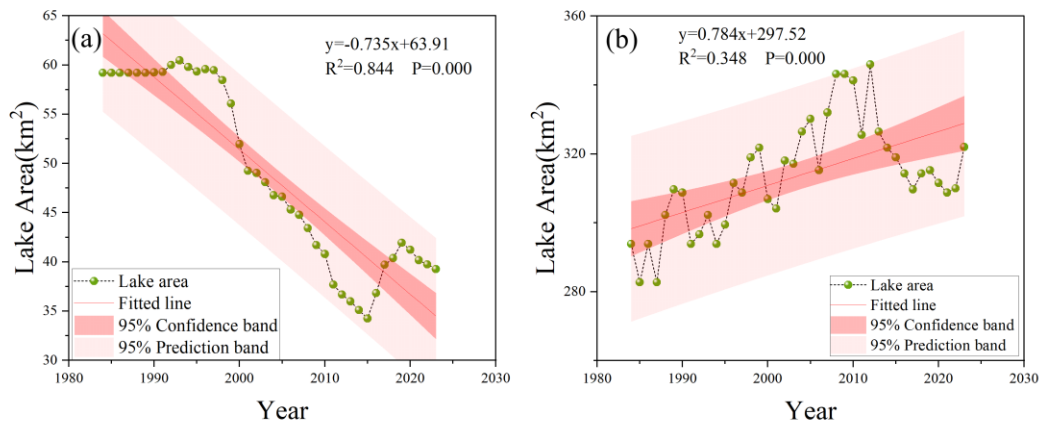 (a)
y=-0.735x+63.91
R²=0.844 P=0.000
Lake Area(km²)
65
60
55
50
45
40
35
30
Lake area
Fitted line
95% Confidence band
95% Prediction band
1980
1990
2000
2010
2020
2030
Year
(b)
y=0.784x+297.52
R²=0.348 P=0.000
Lake Area(km²)
360
320
280
Lake area
Fitted line
95% Confidence band
95% Prediction band
1980
1990
2000
2010
2020
2030
Year